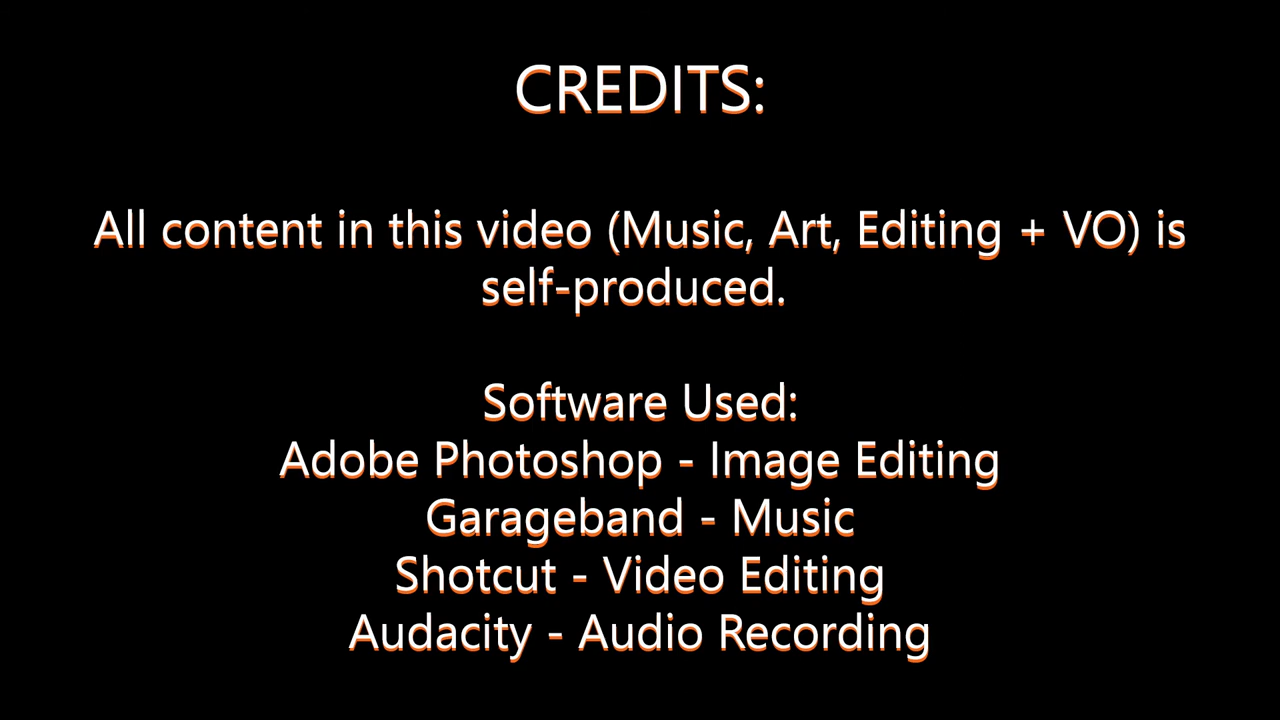 CREDITS:
All content in this video (Music, Art, Editing + VO) is
self-produced.
Software Used:
Adobe Photoshop - Image Editing
Garageband - Music
Shotcut - Video Editing
Audacity - Audio Recording